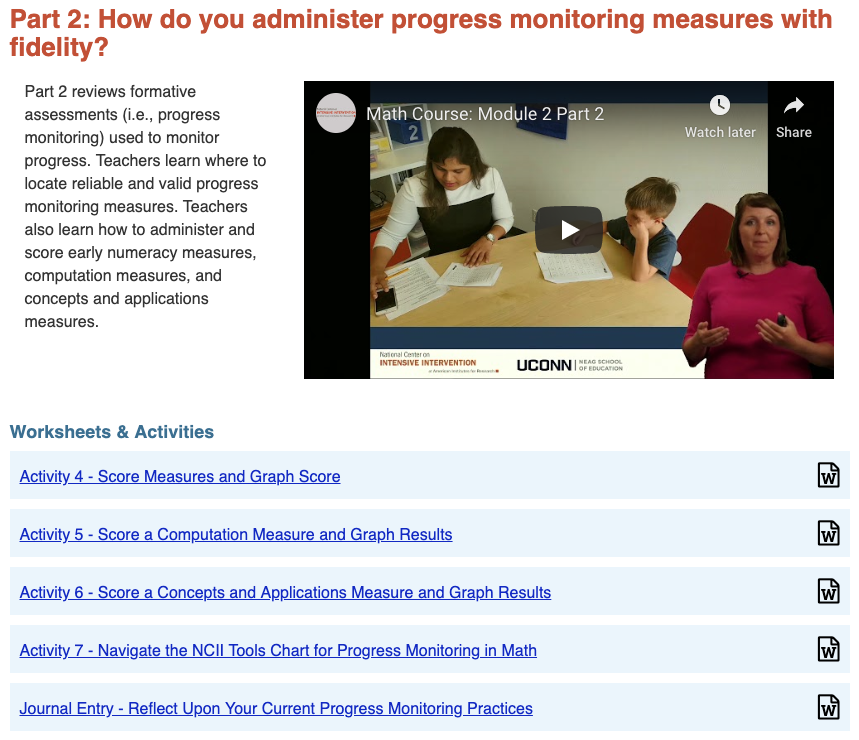 Part 2: How do you administer progress monitoring measures with
fidelity?
Part 2 reviews formative
assessments (i.e., progress
monitoring) used to monitor
progress. Teachers learn where to
locate reliable and valid progress
monitoring measures. Teachers
also learn how to administer and
score early numeracy measures,
computation measures, and
concepts and applications
measures.
Math Course: Module 2 Part 2
Watch later
Share
2
National Center on
INTENSIVE INTERVENTION
at American Institutes for Research
UCONN
NEAG SCHOOL
OF EDUCATION
Worksheets & Activities
Activity 4 - Score Measures and Graph Score
W
Activity 5 - Score a Computation Measure and Graph Results
W
Activity 6 - Score a Concepts and Applications Measure and Graph Results
W
Activity 7 - Navigate the NCII Tools Chart for Progress Monitoring in Math
W
Journal Entry - Reflect Upon Your Current Progress Monitoring Practices
W